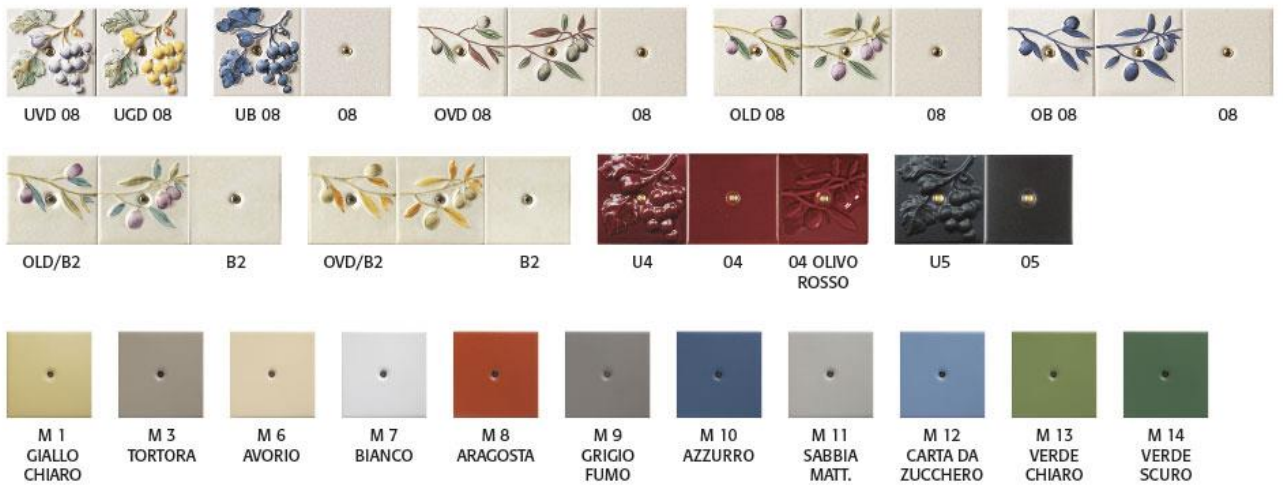 UVD 08 UGD 08 UB 08 08 OVD 08 08 OLD 08 08 OB 08 08
OLD/B2 B2 OVD/B2 B2 U4 04 04 OLIVO U5 05
ROSSO
M 1 M 3 M 6 M 7 M 8 M 9 M 10 M 11 M 12 M 13 M 14
GIALLO TORTORA AVORIO BIANCO ARAGOSTA GRIGIO AZZURRO SABBIA CARTA DA VERDE VERDE
CHIARO FUMO MATT. ZUCCHERO CHIARO SCURO